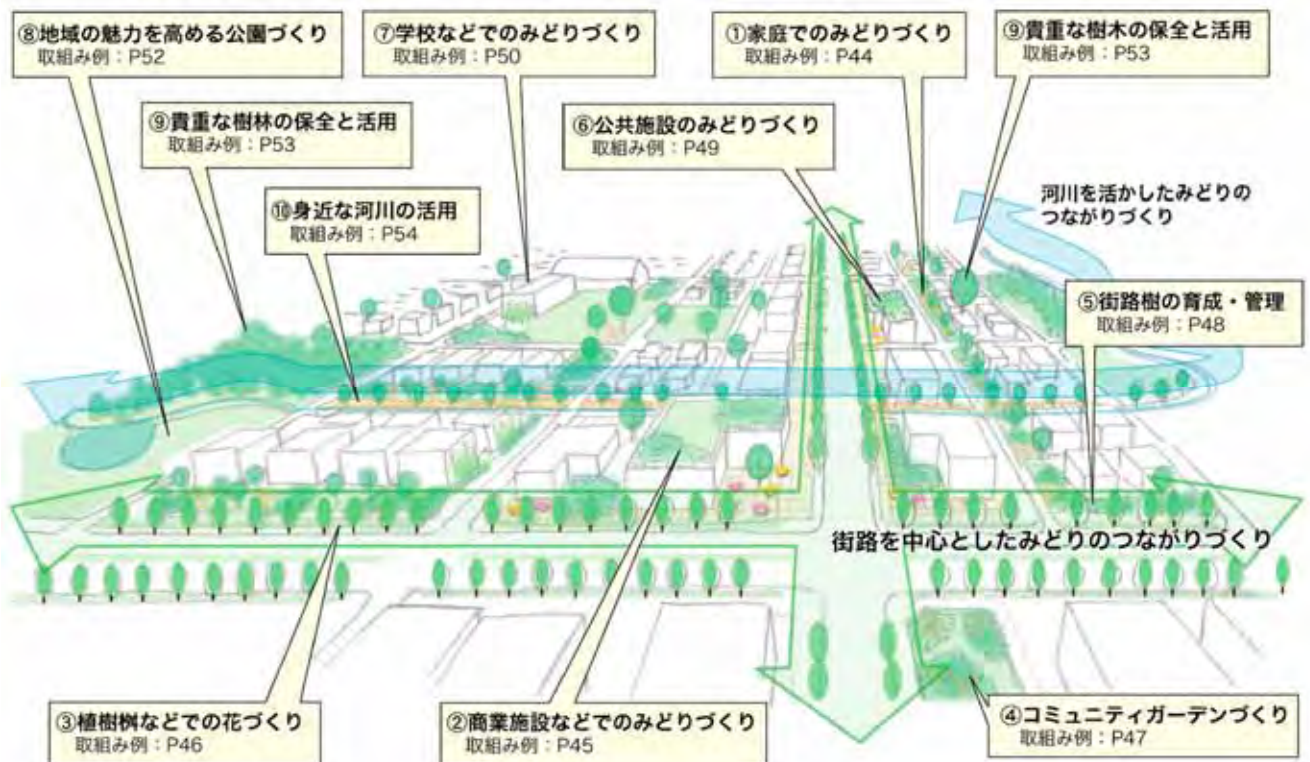 ⑧地域の魅力を高める公園づくり
取組み例：P52
⑦学校などでのみどりづくり
取組み例：P50
①家庭でのみどりづくり
取組み例：P44
⑨貴重な樹木の保全と活用
取組み例：P53
⑨貴重な樹林の保全と活用
取組み例：P53
⑥公共施設のみどりづくり
取組み例：P49
⑩身近な河川の活用
取組み例：P54
河川を活かしたみどりの
つながりづくり
⑤街路樹の育成・管理
取組み例：P48
街路を中心としたみどりのつながりづくり
③植樹桝などでの花づくり
取組み例：P46
②商業施設などでのみどりづくり
取組み例：P45
④コミュニティガーデンづくり
取組み例：P47